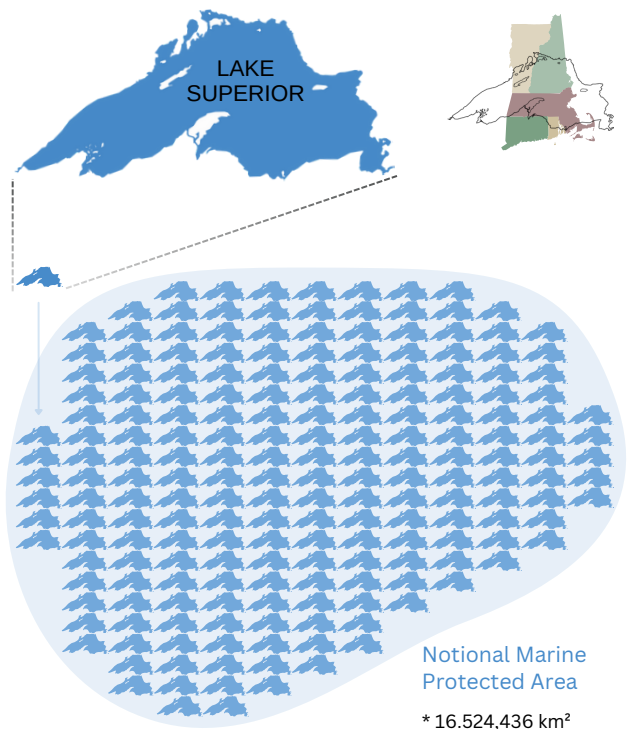 LAKE
SUPERIOR
Notional Marine
Protected Area
* 16.524,436 km²